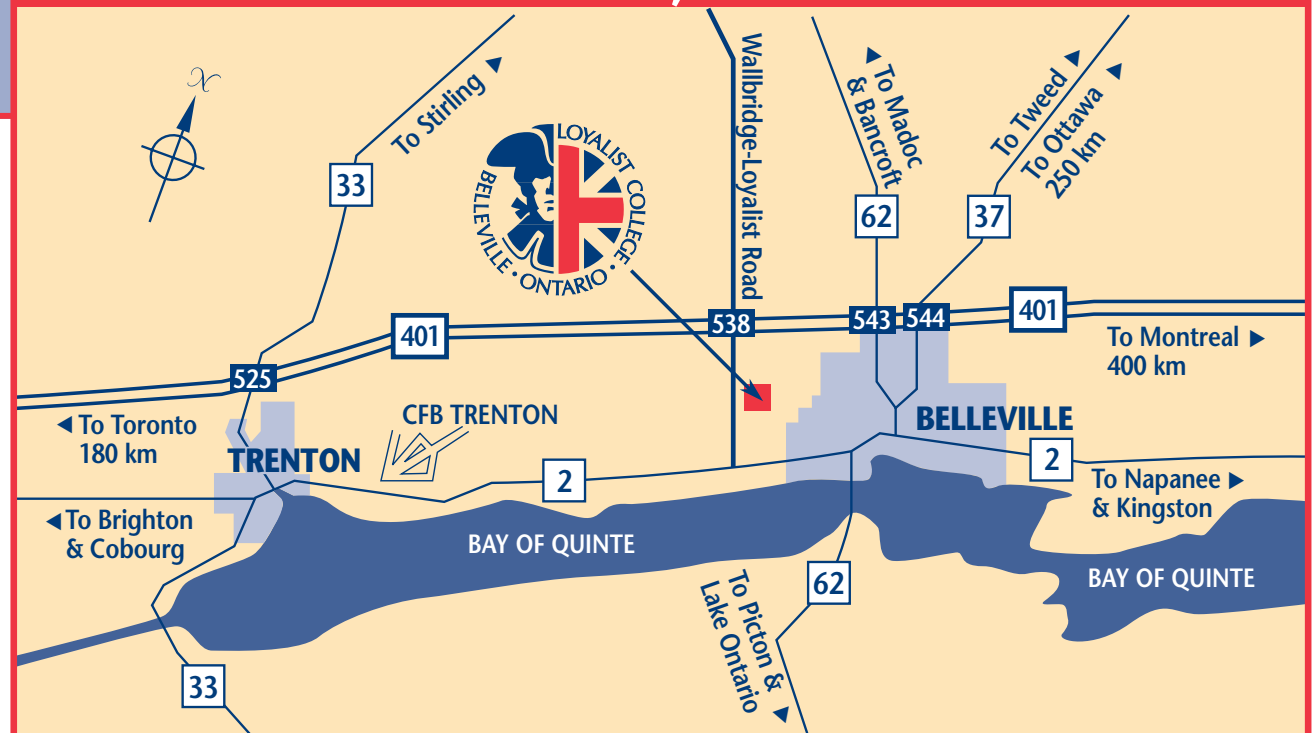 N
To Stirling
33
LOYALIST COLLEGE
BELLEVILLE • ONTARIO •
Wallbridge-Loyalist Road
To Madoc
& Bancroft
62
To Tweed
To Ottawa
250 km
37
401
538
543
544
401
To Montreal
400 km
525
To Toronto
180 km
CFB TRENTON
TRENTON
BELLEVILLE
2
2
To Napanee
& Kingston
To Brighton
& Cobourg
BAY OF QUINTE
BAY OF QUINTE
62
To Picton &
Lake Ontario
33